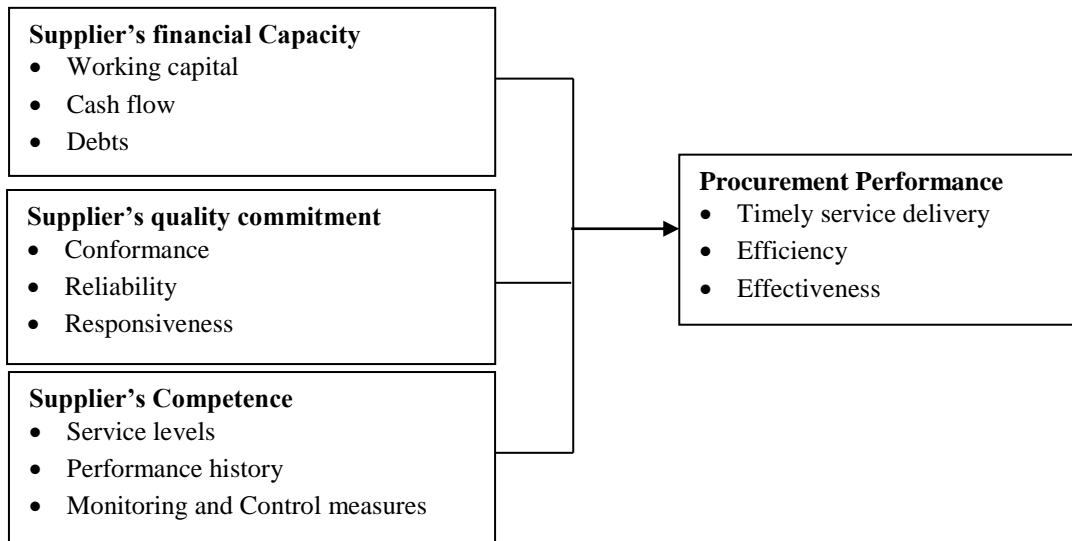 Supplier’s financial Capacity
• Working capital
• Cash flow
• Debts
Supplier’s quality commitment
• Conformance
• Reliability
• Responsiveness
Supplier’s Competence
• Service levels
• Performance history
• Monitoring and Control measures
Procurement Performance
• Timely service delivery
• Efficiency
• Effectiveness